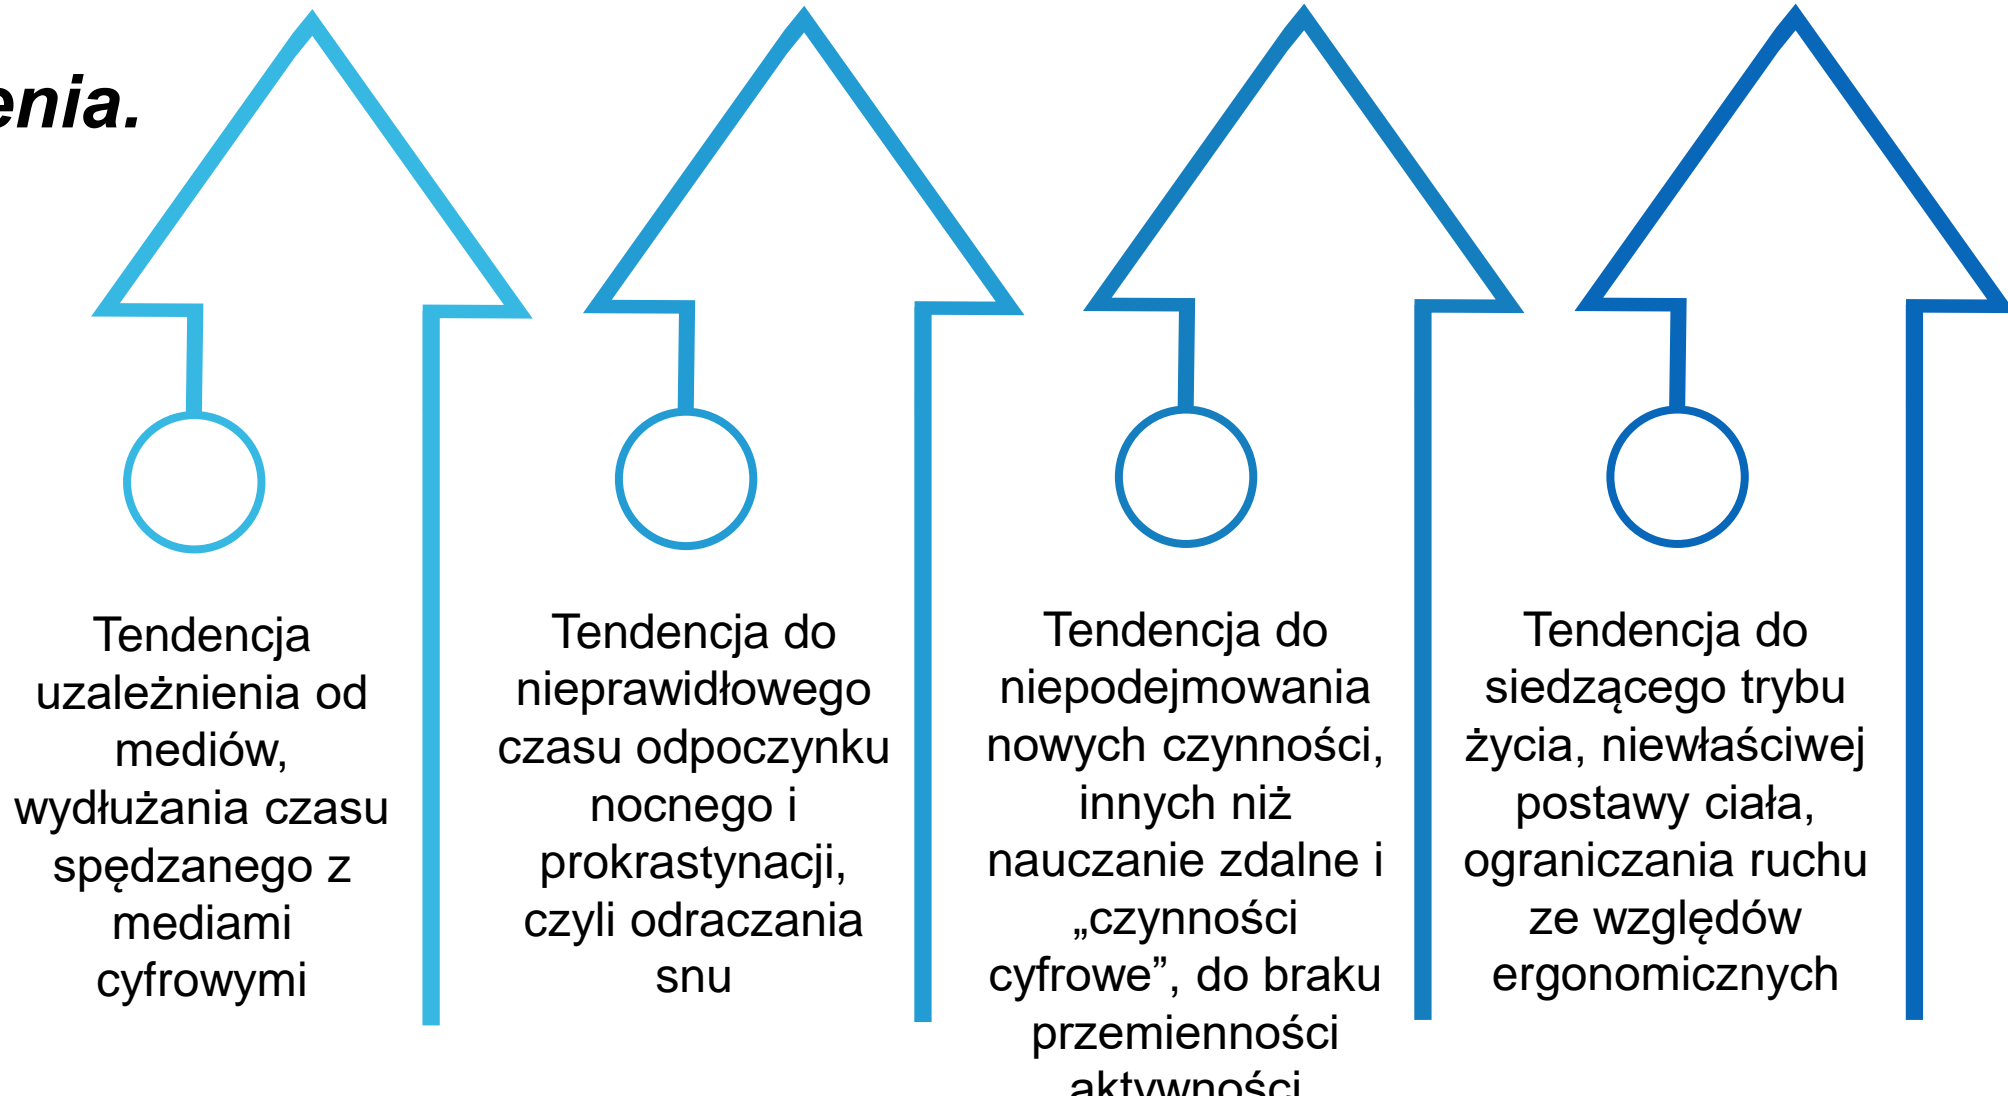 enia.
Tendencja
uzależnienia od
mediów,
wydłużania czasu
spędzanego z
mediami
cyfrowymi
Tendencja do
nieprawidłowego
czasu odpoczynku
nocnego i
prokrastynacji,
czyli odraczania
snu
Tendencja do
niepodejmowania
nowych czynności,
innych niż
nauczanie zdalne i
„czynności
cyfrowe”, do braku
przemienności
aktywności
Tendencja do
siedzącego trybu
życia, niewłaściwej
postawy ciała,
ograniczania ruchu
ze względów
ergonomicznych